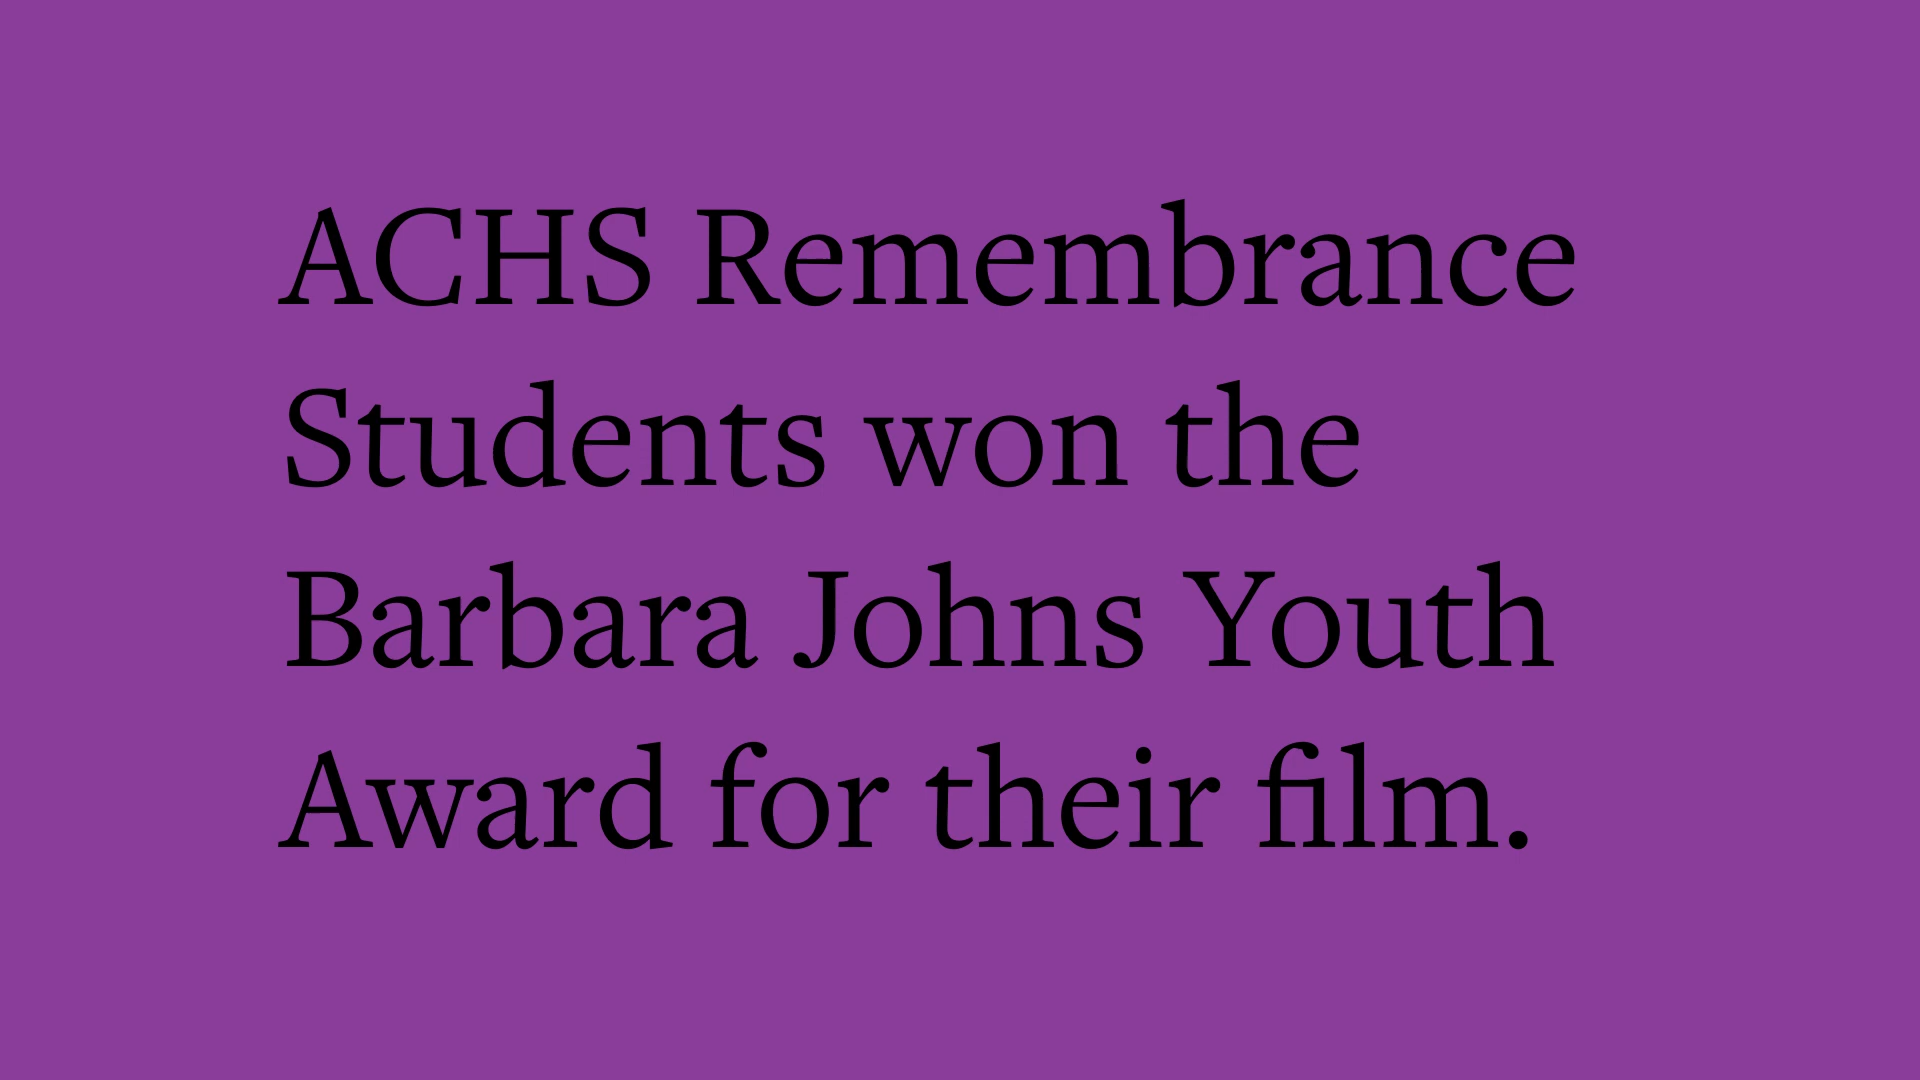 ACHS Remembrance
Students won the
Barbara Johns Youth
Award for their film.